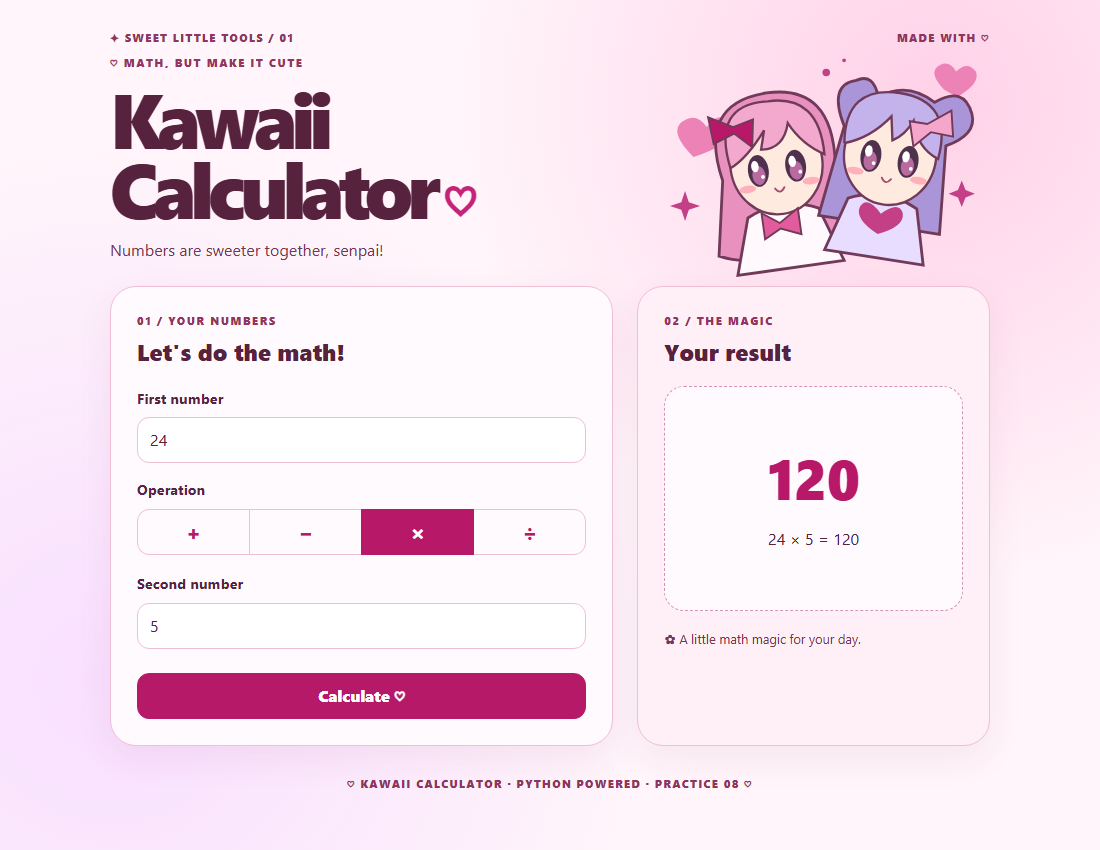 ✦ SWEET LITTLE TOOLS / 01
MADE WITH ♡
♡ MATH, BUT MAKE IT CUTE
Kawaii
Calculator♡
Numbers are sweeter together, senpai!
01 / YOUR NUMBERS
Let's do the math!
First number
24
Operation
+ − × ÷
Second number
5
Calculate ♡
02 / THE MAGIC
Your result
120
24 × 5 = 120
✿ A little math magic for your day.
♡ KAWAII CALCULATOR · PYTHON POWERED · PRACTICE 08 ♡